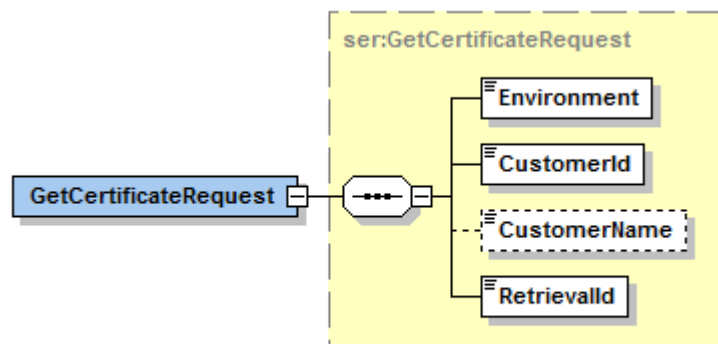 ser:GetCertificateRequest
Environment
CustomerId
GetCertificateRequest
CustomerName
RetrievalId